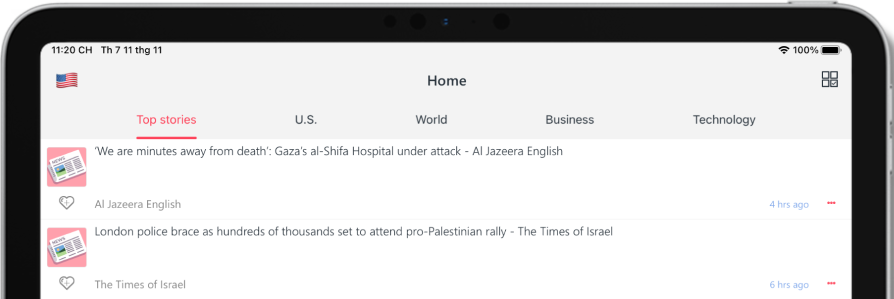 11:20 CH Th 7 11 thg 11
100%
Home
Top stories
U.S.
World
Business
Technology
NEWS
‘We are minutes away from death’: Gaza's al-Shifa Hospital under attack - Al Jazeera English
Al Jazeera English
4 hrs ago
NEWS
London police brace as hundreds of thousands set to attend pro-Palestinian rally - The Times of Israel
The Times of Israel
6 hrs ago